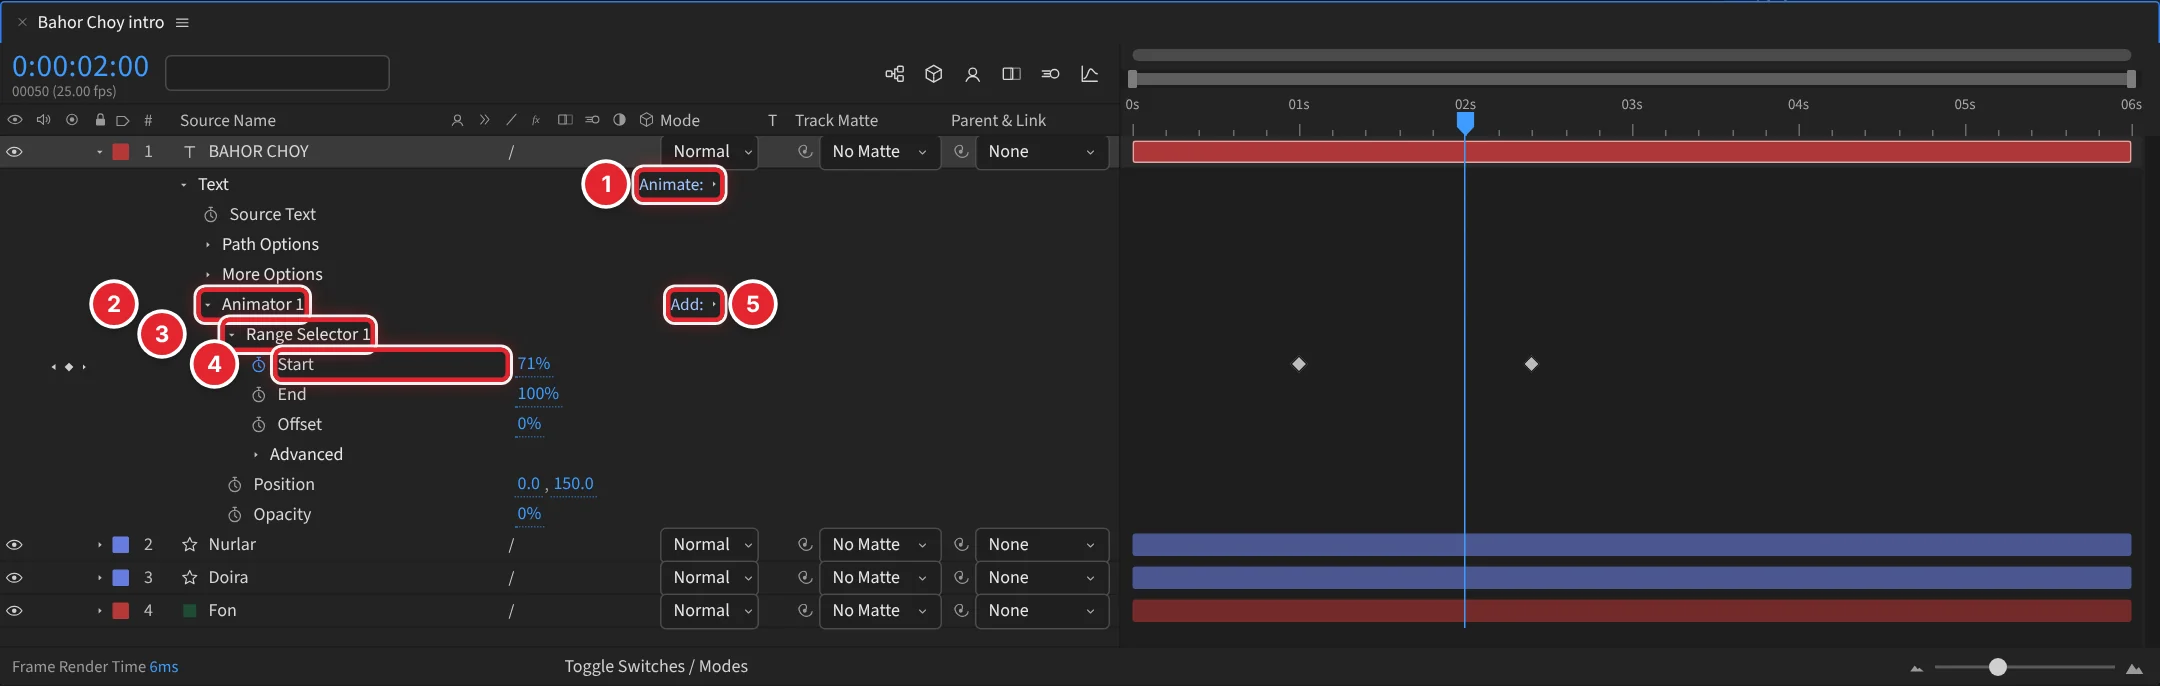 Bahor Choy intro
0:00:02:00
00050 (25.00 fps)
0s 01s 02s 03s 04s 05s 06s
# Source Name fx Mode T Track Matte Parent & Link
1 T BAHOR CHOY / Normal No Matte None
Text 1 Animate:
Source Text
Path Options
More Options
2 Animator 1 Add: 5
3 Range Selector 1
4 Start 71%
End 100%
Offset 0%
Advanced
Position 0.0 , 150.0
Opacity 0%
2 Nurlar / Normal No Matte None
3 Doira / Normal No Matte None
4 Fon / Normal No Matte None
Frame Render Time 6ms Toggle Switches / Modes